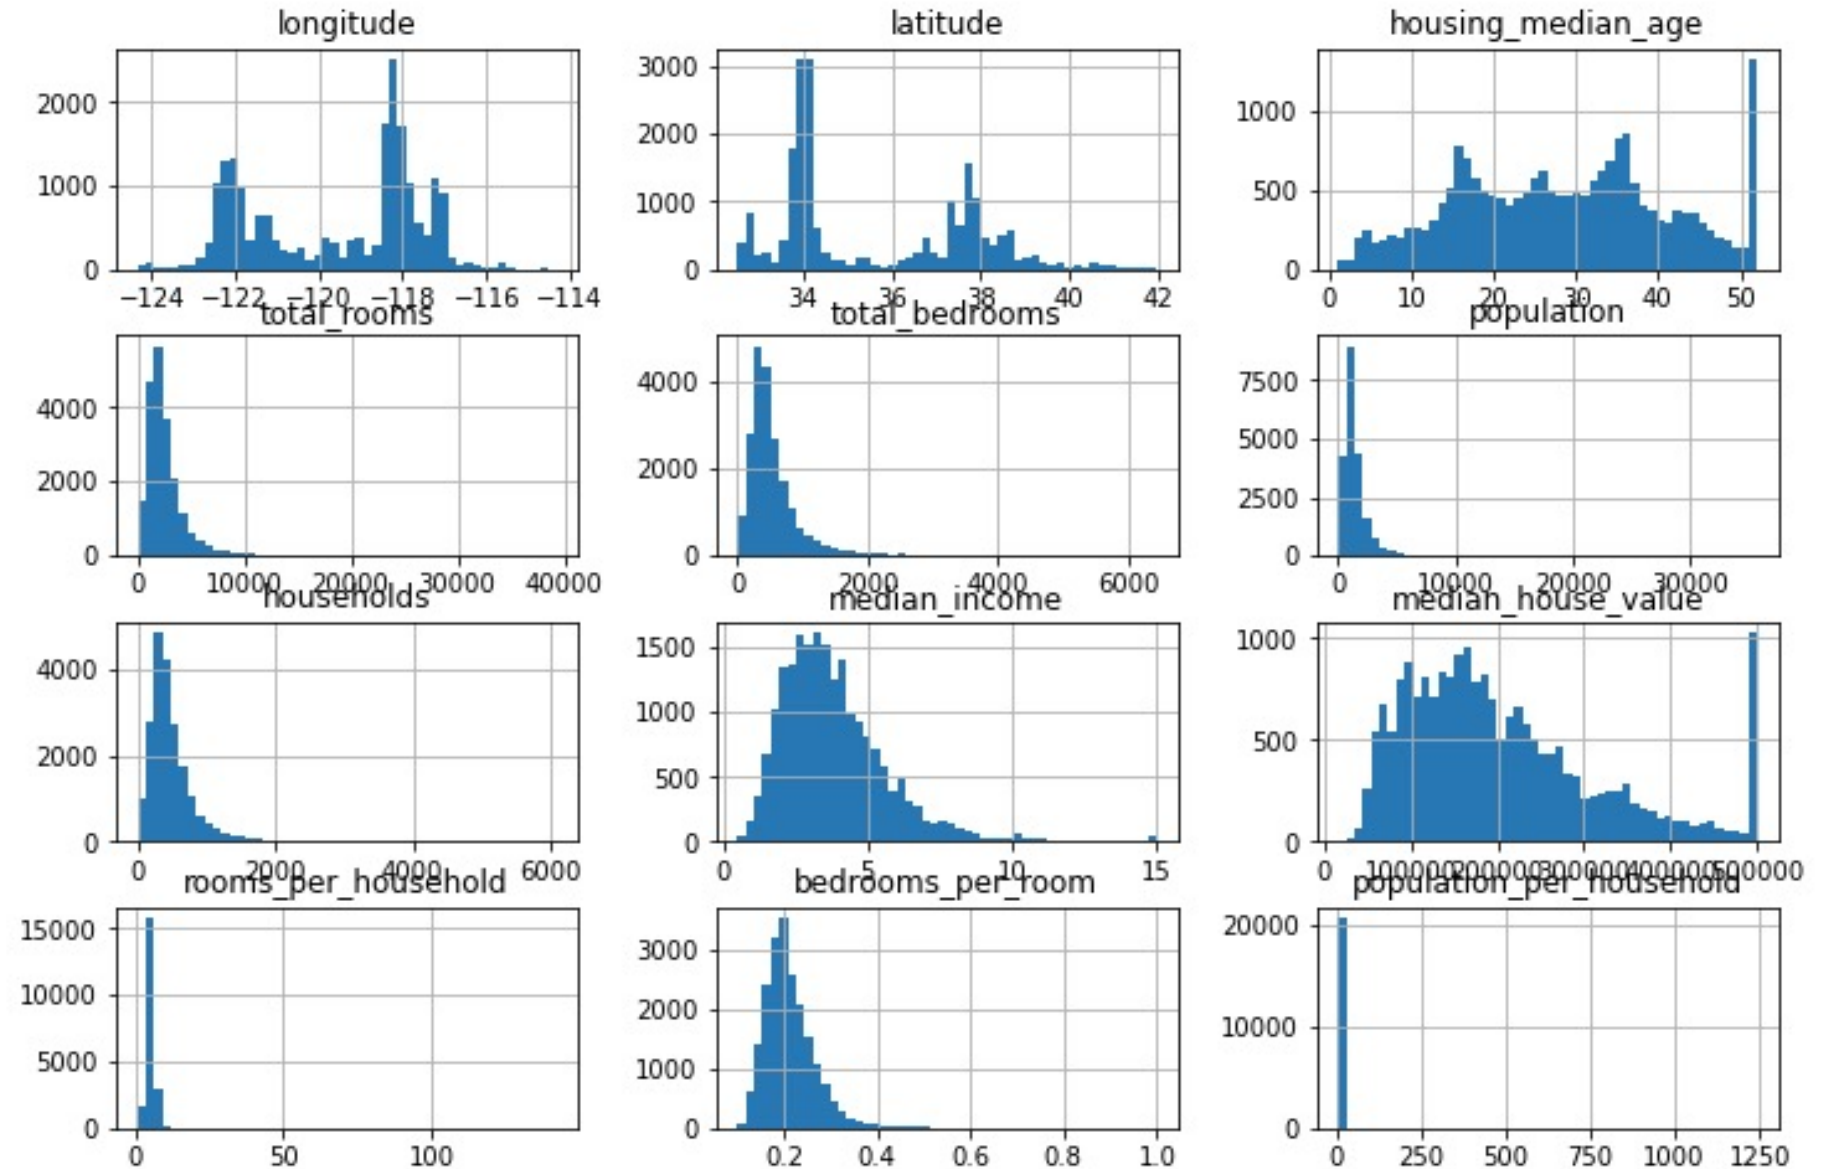 longitude
latitude
housing_median_age
2000
1000
0
−124 −122 −120 −118 −116 −114
3000
2000
1000
0
34 36 38 40 42
1000
500
0
0 10 20 30 40 50
total_rooms
total_bedrooms
population
4000
2000
0
0 10000 20000 30000 40000
4000
2000
0
0 2000 4000 6000
7500
5000
2500
0
0 10000 20000 30000
households
median_income
median_house_value
4000
2000
0
0 2000 4000 6000
1500
1000
500
0
0 5 10 15
1000
500
0
0 100000 200000 300000 400000 500000
rooms_per_household
bedrooms_per_room
population_per_household
15000
10000
5000
0
0 50 100
3000
2000
1000
0
0.2 0.4 0.6 0.8 1.0
20000
10000
0
0 250 500 750 1000 1250